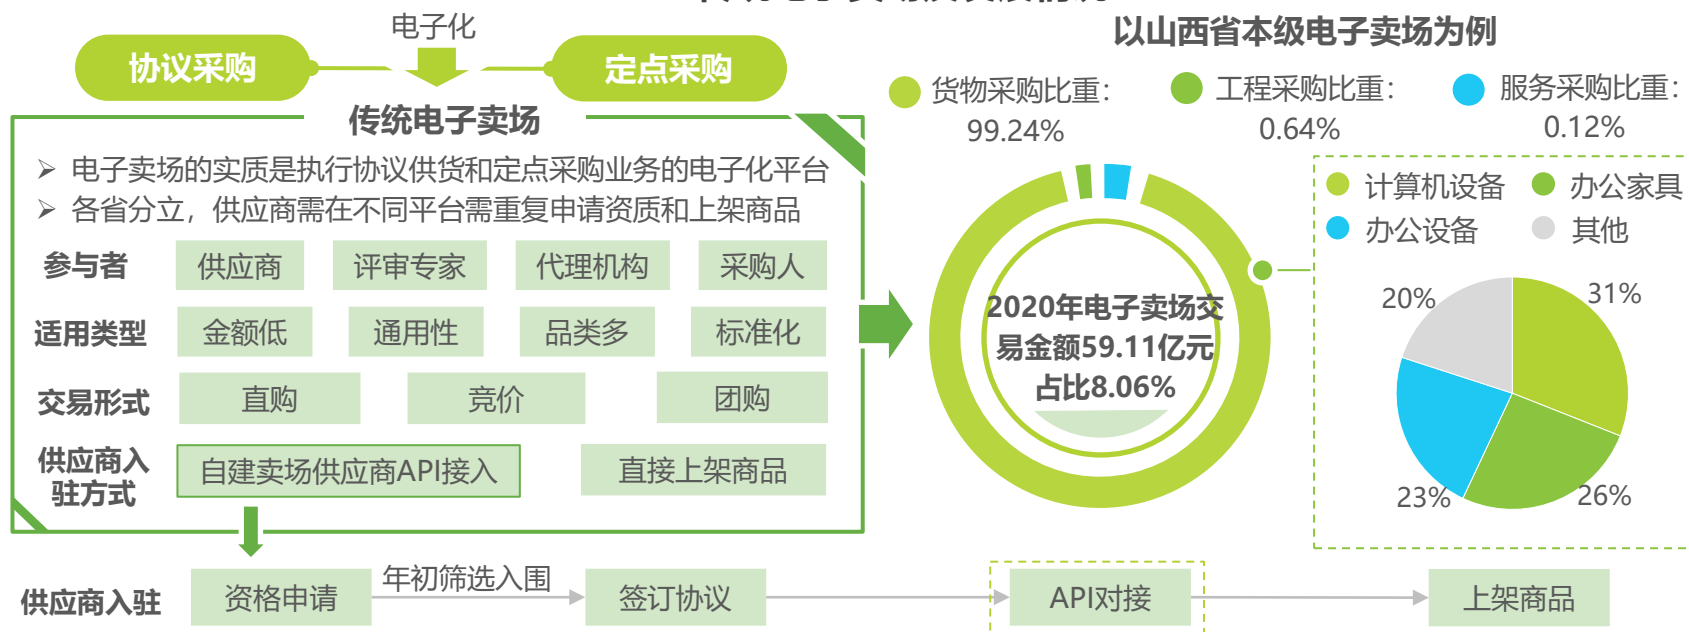 以山西省本级电子卖场为例
电子化
协议采购
定点采购
传统电子卖场
➢ 电子卖场的实质是执行协议供货和定点采购业务的电子化平台
➢ 各省分立，供应商需在不同平台需重复申请资质和上架商品
参与者 供应商 评审专家 代理机构 采购人
适用类型 金额低 通用性 品类多 标准化
交易形式 直购 竞价 团购
供应商入
驻方式
自建卖场供应商API接入 直接上架商品
供应商入驻 资格申请 年初筛选入围 签订协议 API对接 上架商品
货物采购比重：
99.24%
工程采购比重：
0.64%
服务采购比重：
0.12%
2020年电子卖场交
易金额59.11亿元
占比8.06%
计算机设备 办公家具
办公设备 其他
20%
31%
23%
26%